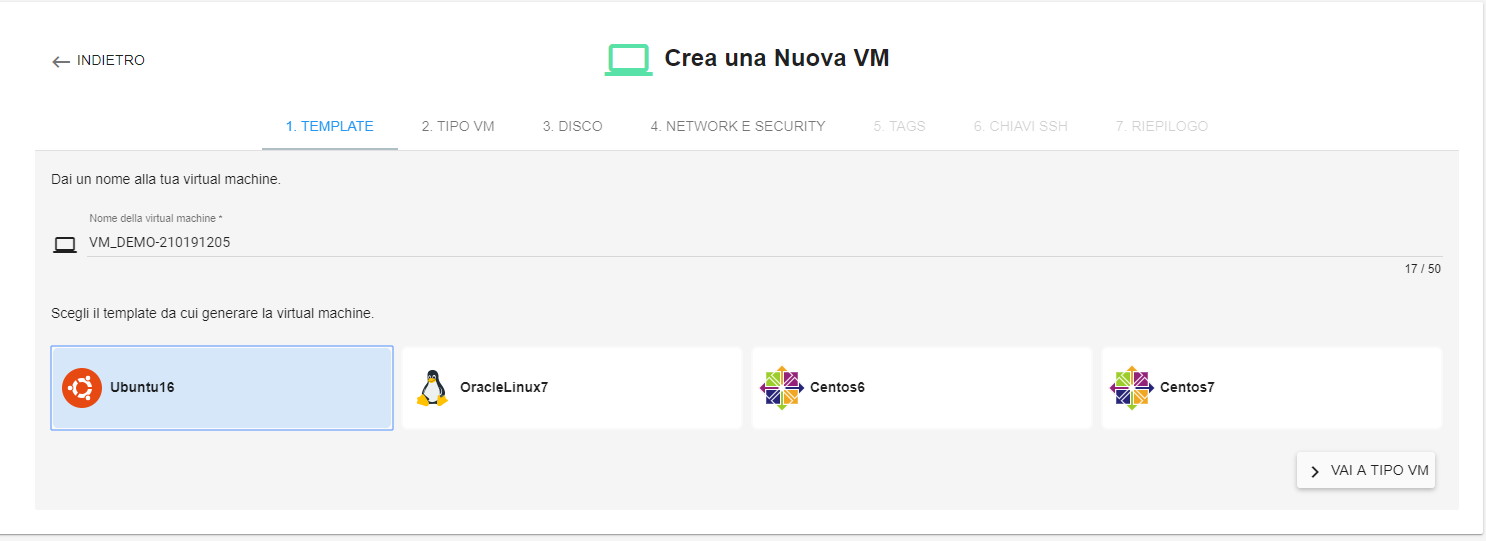 INDIETRO
Crea una Nuova VM
1. TEMPLATE 2. TIPO VM 3. DISCO 4. NETWORK E SECURITY 5. TAGS 6. CHIAVI SSH 7. RIEPILOGO
Dai un nome alla tua virtual machine.
Nome della virtual machine *
VM_DEMO-210191205
17 / 50
Scegli il template da cui generare la virtual machine.
Ubuntu16 OracleLinux7 Centos6 Centos7
VAI A TIPO VM